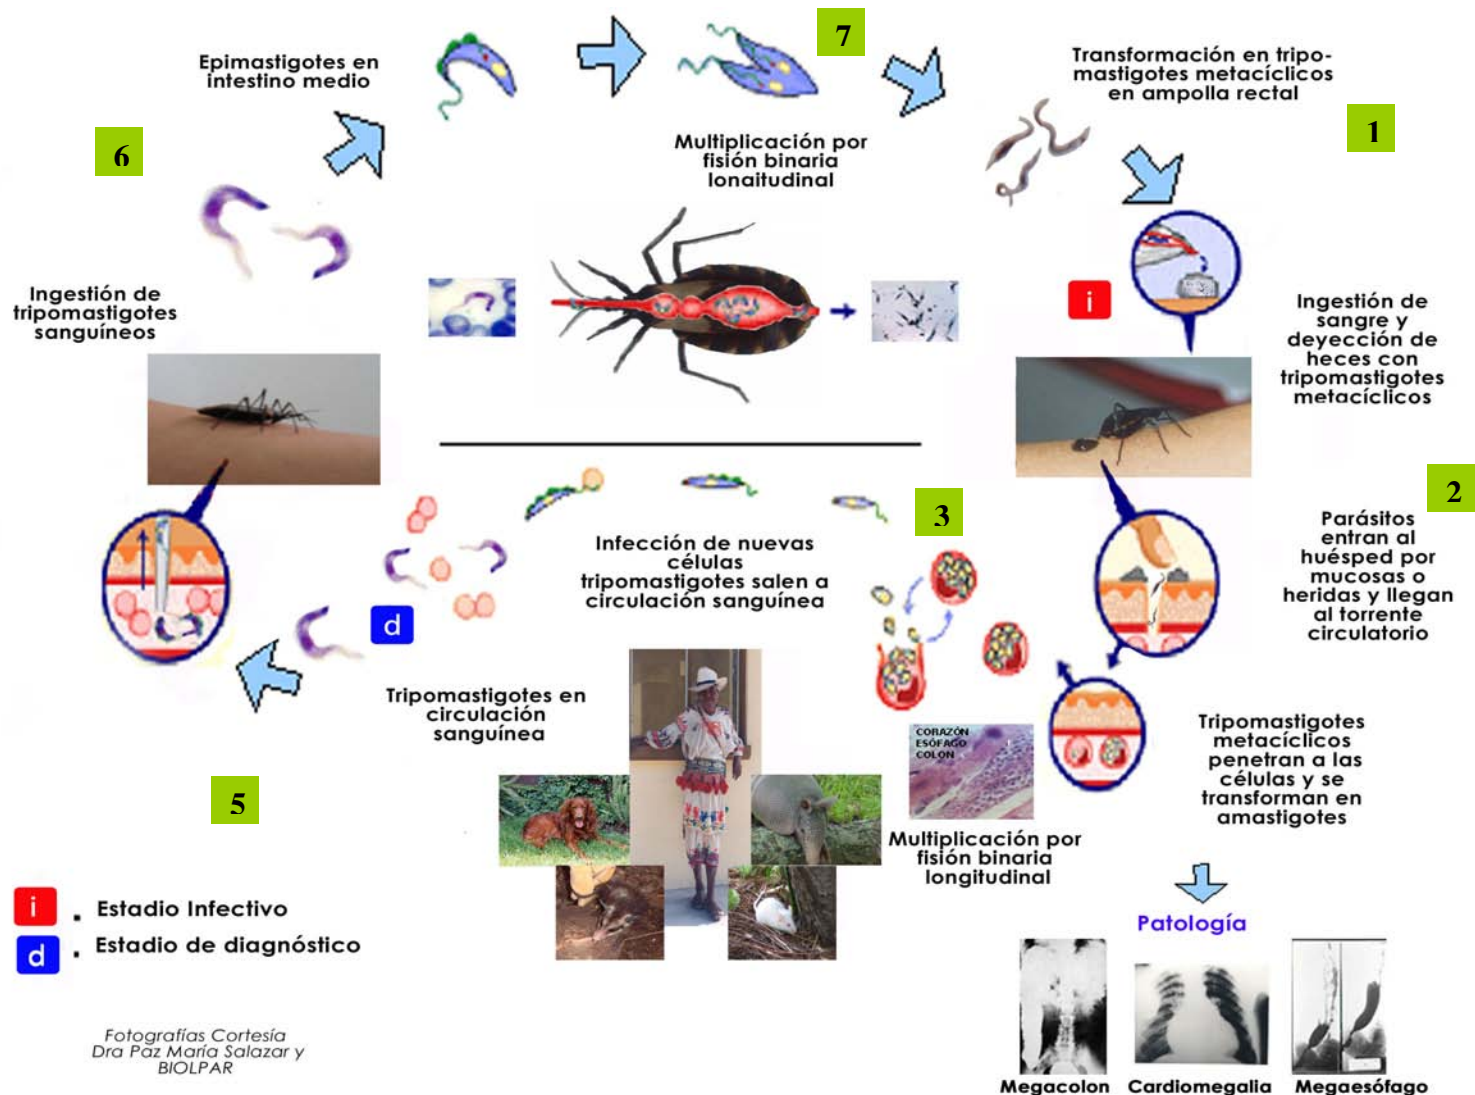 7
Epimastigotes en
intestino medio
Transformación en tripo-
mastigotes metacíclicos
en ampolla rectal
1
6
Multiplicación por
fisión binaria
lonaitudinal
Ingestión de
tripomastigotes
sanguíneos
i
Ingestión de
sangre y
deyección de
heces con
tripomastigotes
metacíclicos
2
3
Parásitos
entran al
huésped por
mucosas o
heridas y llegan
al torrente
circulatorio
Infección de nuevas
células
tripomastigotes salen a
circulación sanguínea
d
Tripomastigotes en
circulación
sanguínea
CORAZÓN
ESÓFAGO
COLON
Tripomastigotes
metacíclicos
penetran a las
células y se
transforman en
amastigotes
5
Multiplicación por
fisión binaria
longitudinal
i . Estadio Infectivo
d . Estadio de diagnóstico
Patología
Fotografías Cortesía
Dra Paz María Salazar y
BIOLPAR
Megacolon Cardiomegalia Megaesófago